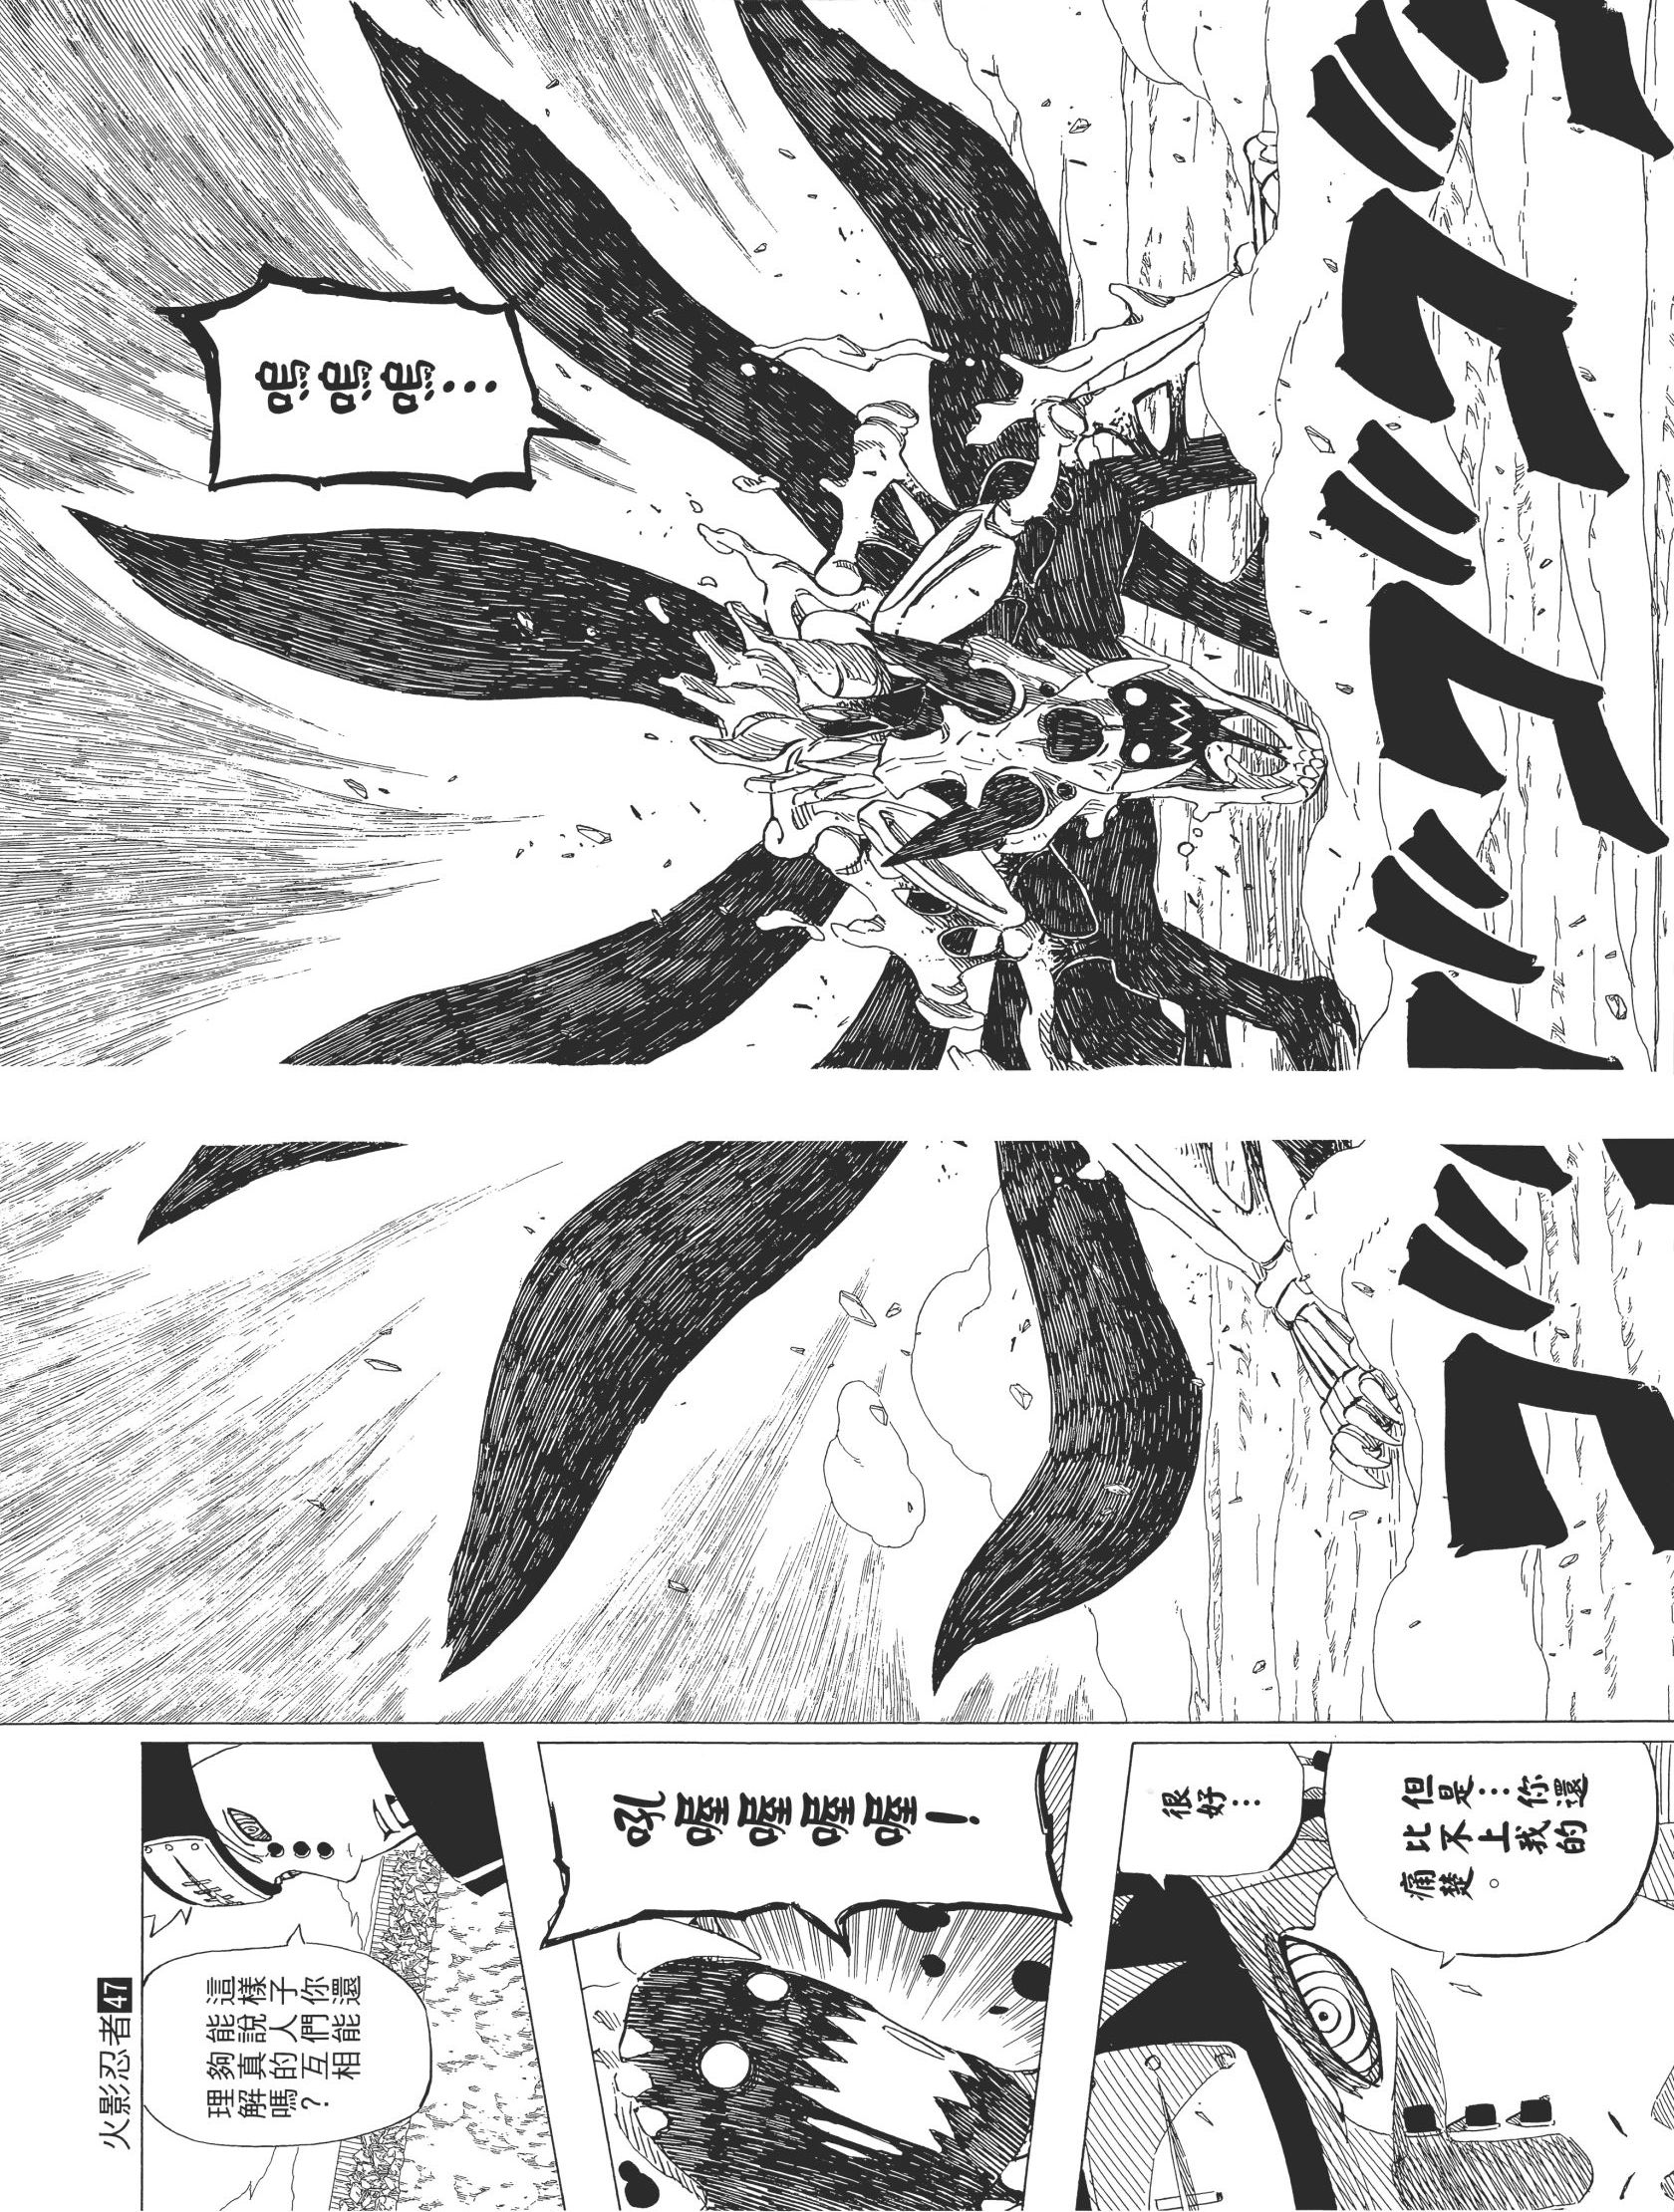 嗚嗚嗚…
這樣子你還
能說人們能
夠真的互相
理解嗎?
吼喔喔喔喔！
很好…
但是…你還
比不上我的
痛楚。
火影忍者 47